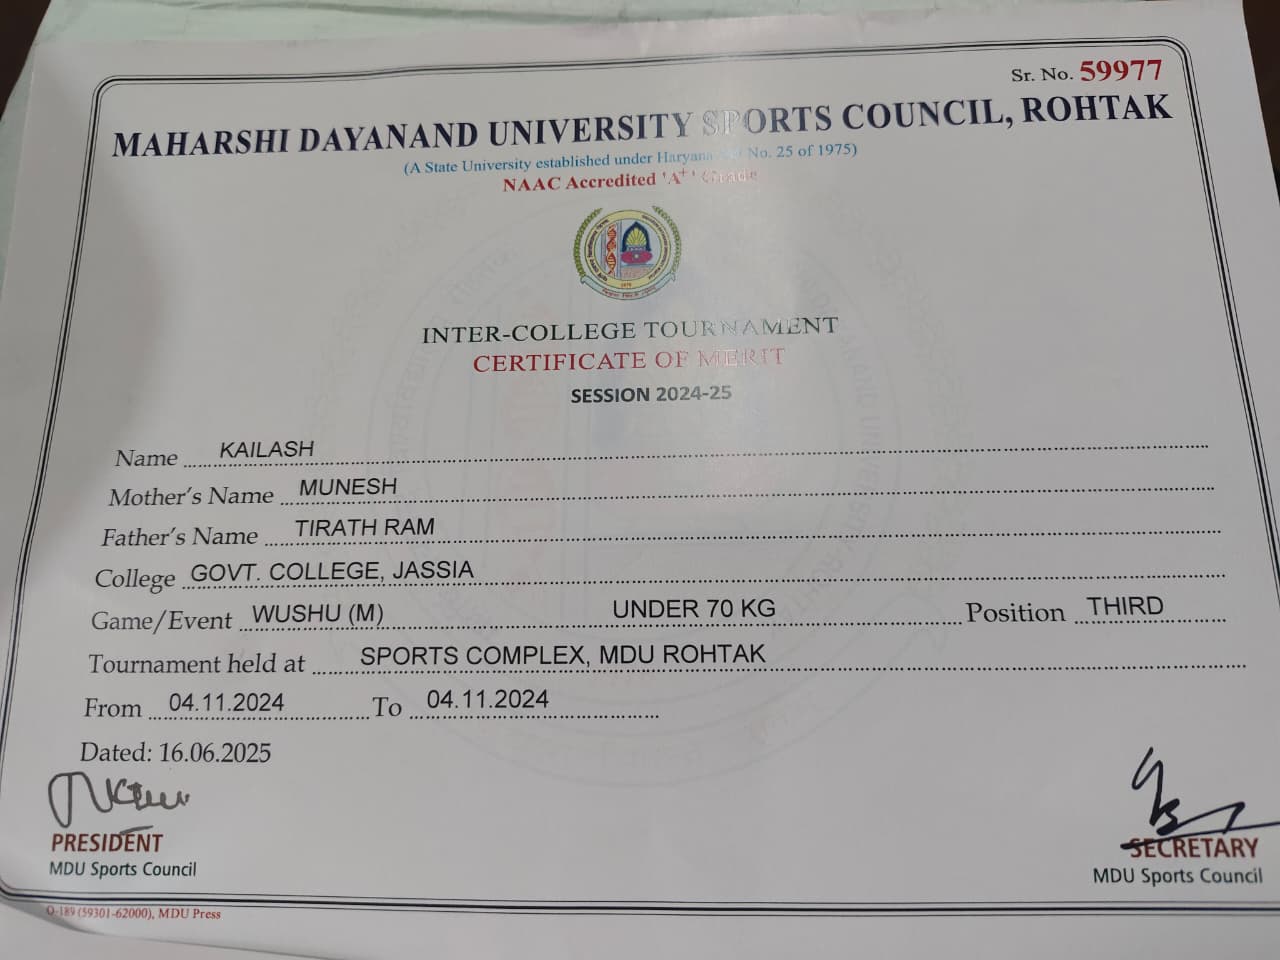 Sr. No. 59977
MAHARSHI DAYANAND UNIVERSITY SPORTS COUNCIL, ROHTAK
(A State University established under Haryana Act No. 25 of 1975)
NAAC Accredited 'A+' Grade
INTER-COLLEGE TOURNAMENT
CERTIFICATE OF MERIT
SESSION 2024-25
Name KAILASH
Mother's Name MUNESH
Father's Name TIRATH RAM
College GOVT. COLLEGE, JASSIA
Game/Event WUSHU (M) UNDER 70 KG Position THIRD
Tournament held at SPORTS COMPLEX, MDU ROHTAK
From 04.11.2024 To 04.11.2024
Dated: 16.06.2025
PRESIDENT
MDU Sports Council
SECRETARY
MDU Sports Council
O-189 (59301-62000), MDU Press